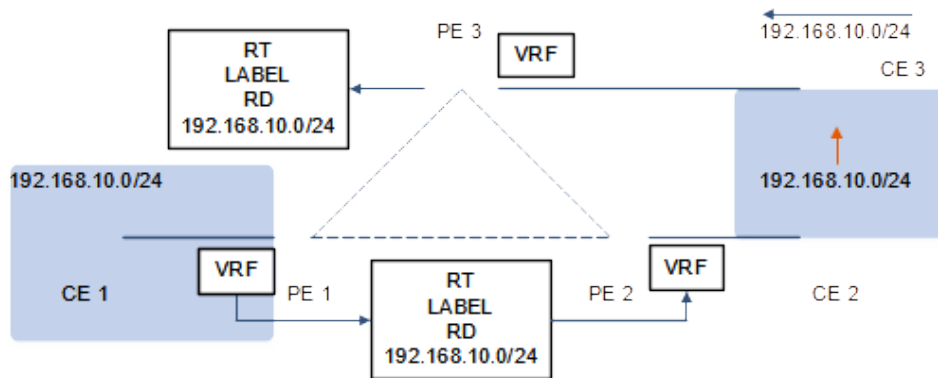 PE 3
192.168.10.0/24
VRF
CE 3
RT
LABEL
RD
192.168.10.0/24
192.168.10.0/24
192.168.10.0/24
VRF
CE 1
PE 1
RT
LABEL
RD
192.168.10.0/24
PE 2
VRF
CE 2